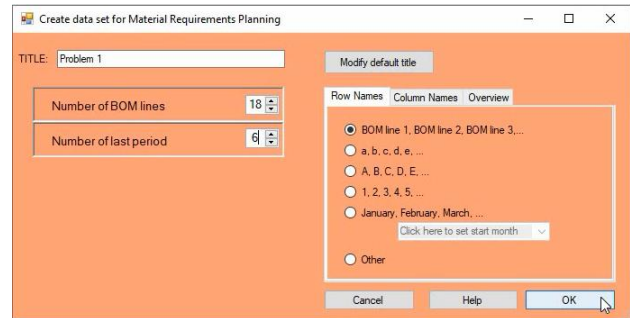 Create data set for Material Requirements Planning
TITLE: Problem 1
Modify default title
Number of BOM lines 18
Number of last period 6
Row Names Column Names Overview
BOM line 1, BOM line 2, BOM line 3,...
a, b, c, d, e, ...
A, B, C, D, E, ...
1, 2, 3, 4, 5, ...
January, February, March, ...
Click here to set start month
Other
Cancel Help OK